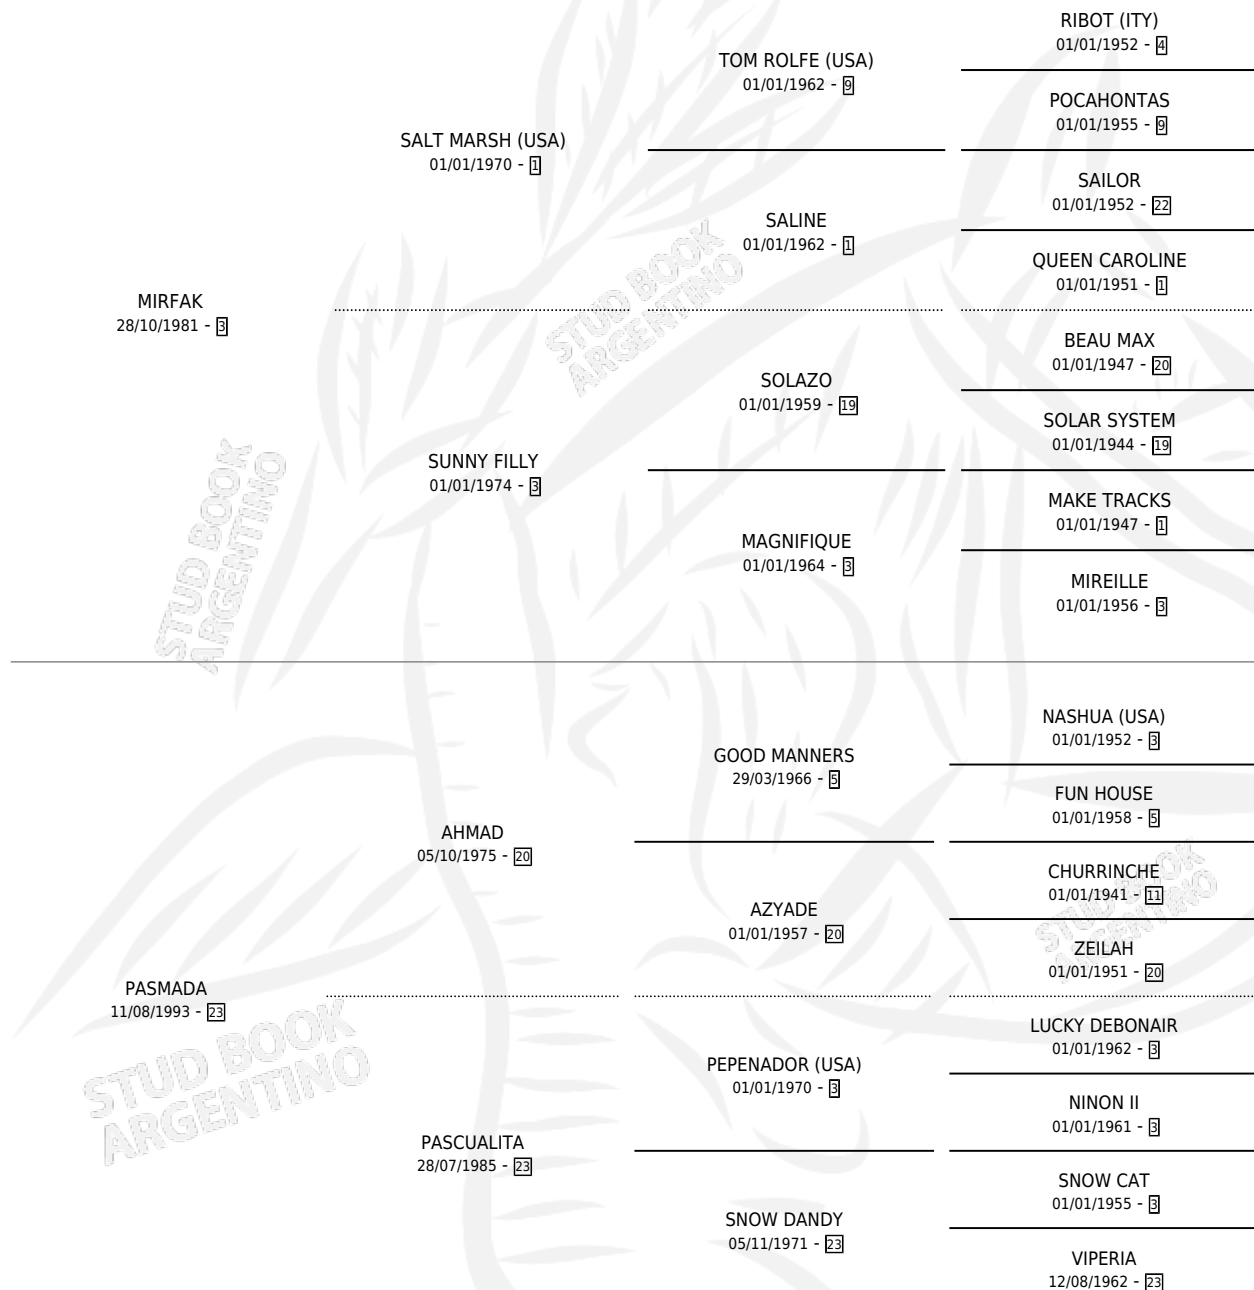 RIBOT (ITY)
01/01/1952 - 4
TOM ROLFE (USA)
01/01/1962 - 9
POCAHONTAS
01/01/1955 - 9
SALT MARSH (USA)
01/01/1970 - 1
SAILOR
01/01/1952 - 22
SALINE
01/01/1962 - 1
QUEEN CAROLINE
01/01/1951 - 1
MIRFAK
28/10/1981 - 3
STUD BOOK
ARGENTINO
BEAU MAX
01/01/1947 - 20
SOLAZO
01/01/1959 - 19
SOLAR SYSTEM
01/01/1944 - 19
SUNNY FILLY
01/01/1974 - 3
STUD BOOK
ARGENTINO
MAKE TRACKS
01/01/1947 - 1
MAGNIFIQUE
01/01/1964 - 3
MIREILLE
01/01/1956 - 3
NASHUA (USA)
01/01/1952 - 3
GOOD MANNERS
29/03/1966 - 5
FUN HOUSE
01/01/1958 - 5
AHMAD
05/10/1975 - 20
CHURRINCHE
01/01/1941 - 11
STUD BOOK
ARGENTINO
AZYADE
01/01/1957 - 20
ZEILAH
01/01/1951 - 20
PASMADA
11/08/1993 - 23
STUD BOOK
ARGENTINO
LUCKY DEBONAIR
01/01/1962 - 3
PEPENADOR (USA)
01/01/1970 - 3
NINON II
01/01/1961 - 3
PASCUALITA
28/07/1985 - 23
SNOW CAT
01/01/1955 - 3
SNOW DANDY
05/11/1971 - 23
VIPERIA
12/08/1962 - 23